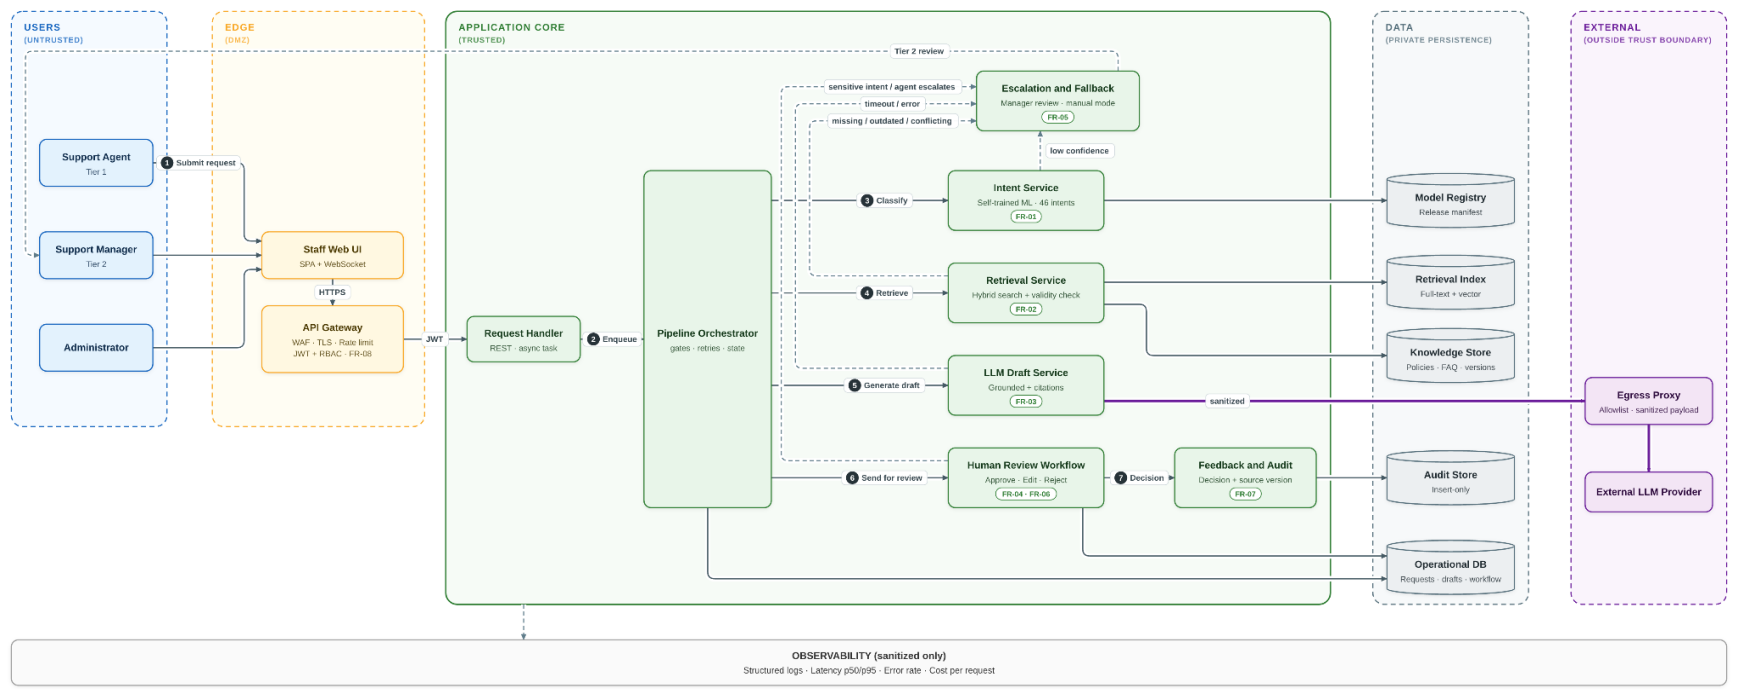 USERS
(UNTRUSTED)
Support Agent
Tier 1
Support Manager
Tier 2
Administrator
1 Submit request
EDGE
(DMZ)
Staff Web UI
SPA + WebSocket
HTTPS
API Gateway
WAF · TLS · Rate limit
JWT + RBAC · FR-08
JWT
APPLICATION CORE
(TRUSTED)
Tier 2 review
sensitive intent / agent escalates
timeout / error
missing / outdated / conflicting
Escalation and Fallback
Manager review · manual mode
FR-05
low confidence
Request Handler
REST · async task
2 Enqueue
Pipeline Orchestrator
gates · retries · state
3 Classify
Intent Service
Self-trained ML · 46 intents
FR-01
4 Retrieve
Retrieval Service
Hybrid search + validity check
FR-02
5 Generate draft
LLM Draft Service
Grounded + citations
FR-03
sanitized
6 Send for review
Human Review Workflow
Approve · Edit · Reject
FR-04 · FR-06
7 Decision
Feedback and Audit
Decision + source version
FR-07
DATA
(PRIVATE PERSISTENCE)
Model Registry
Release manifest
Retrieval Index
Full-text + vector
Knowledge Store
Policies · FAQ · versions
Audit Store
Insert-only
Operational DB
Requests · drafts · workflow
EXTERNAL
(OUTSIDE TRUST BOUNDARY)
Egress Proxy
Allowlist · sanitized payload
External LLM Provider
OBSERVABILITY (sanitized only)
Structured logs · Latency p50/p95 · Error rate · Cost per request